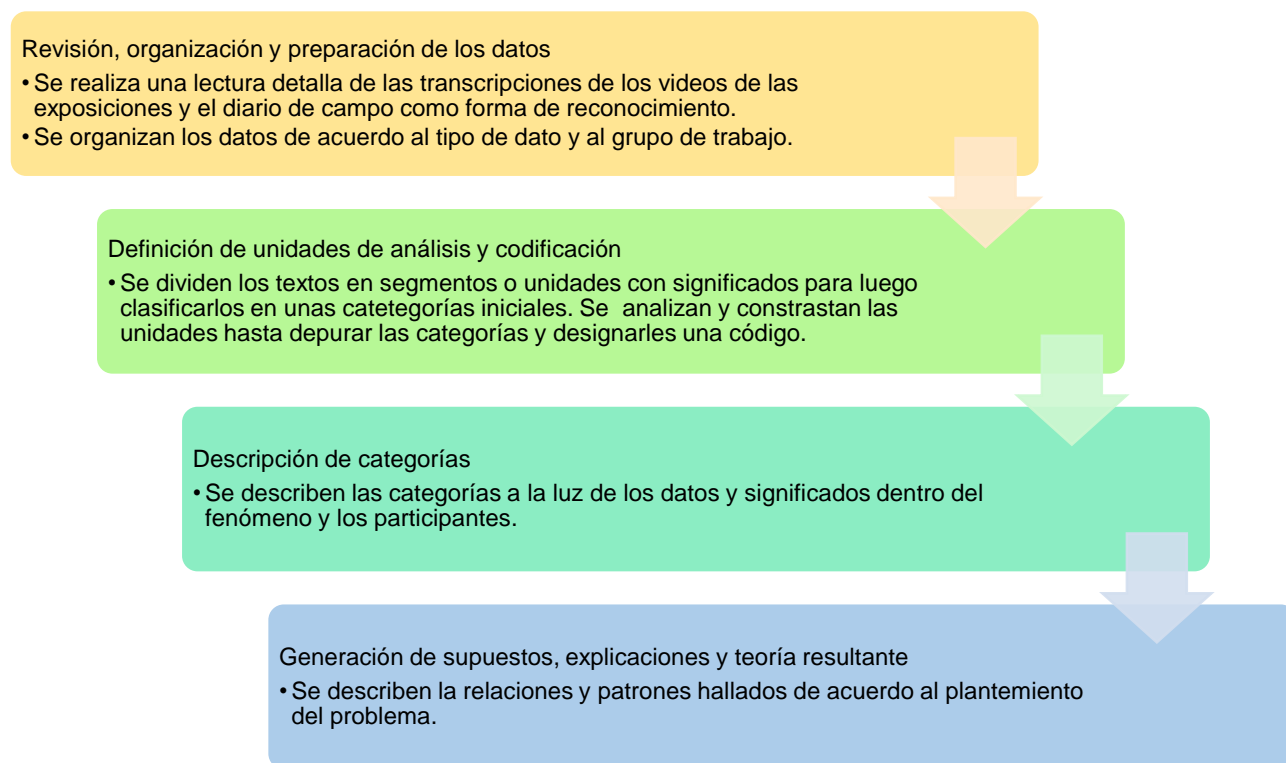 Revisión, organización y preparación de los datos
• Se realiza una lectura detalla de las transcripciones de los videos de las
exposiciones y el diario de campo como forma de reconocimiento.
• Se organizan los datos de acuerdo al tipo de dato y al grupo de trabajo.
Definición de unidades de análisis y codificación
• Se dividen los textos en segmentos o unidades con significados para luego
clasificarlos en unas catetegorías iniciales. Se analizan y constrastan las
unidades hasta depurar las categorías y designarles una código.
Descripción de categorías
• Se describen las categorías a la luz de los datos y significados dentro del
fenómeno y los participantes.
Generación de supuestos, explicaciones y teoría resultante
• Se describen la relaciones y patrones hallados de acuerdo al plantemiento
del problema.